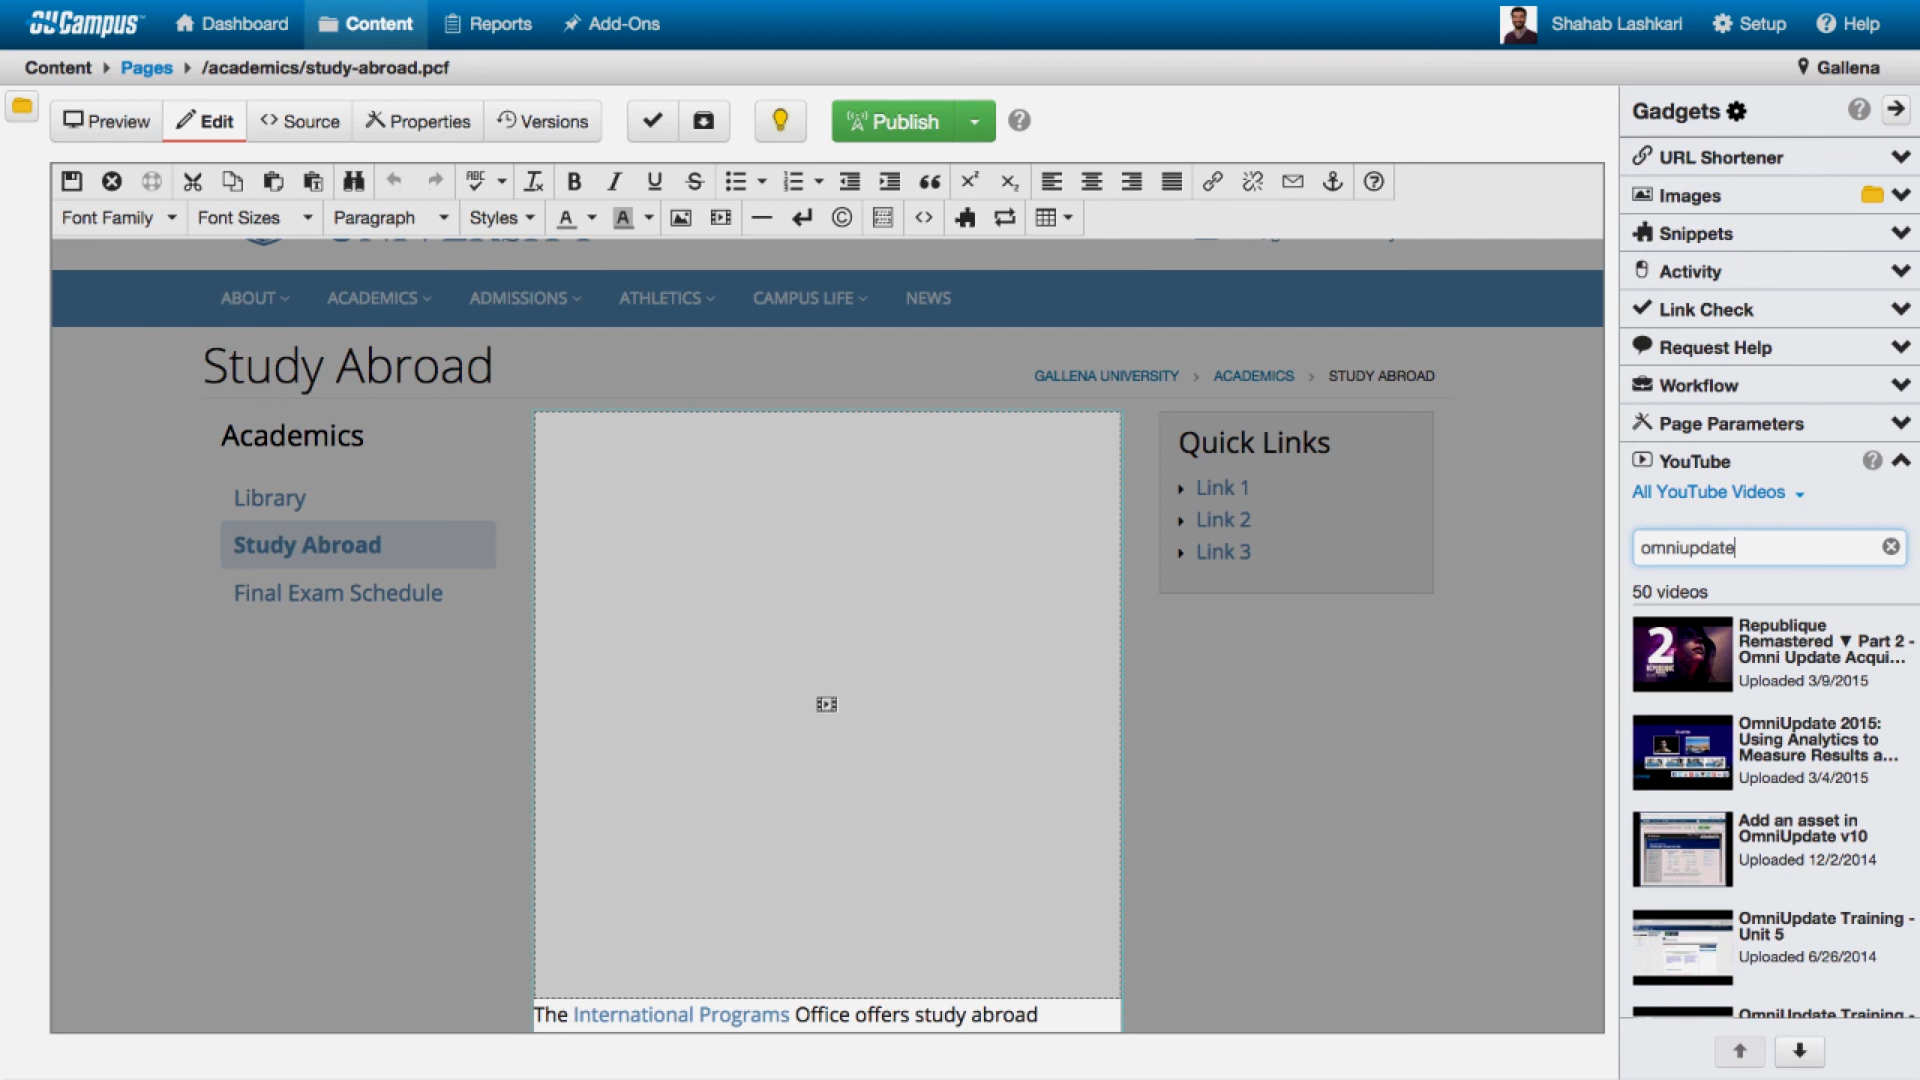 OU Campus
Dashboard
Content
Reports
Add-Ons
Shahab Lashkari
Setup
Help
Content Pages /academics/study-abroad.pcf
Gallena
Preview
Edit
Source
Properties
Versions
Publish
Gadgets
URL Shortener
Images
Snippets
Activity
Link Check
Request Help
Workflow
Page Parameters
YouTube
All YouTube Videos
omniupdate
50 videos
Republique
Remastered ▼ Part 2 -
Omni Update Acqui...
Uploaded 3/9/2015
OmniUpdate 2015:
Using Analytics to
Measure Results a...
Uploaded 3/4/2015
Add an asset in
OmniUpdate v10
Uploaded 12/2/2014
OmniUpdate Training -
Unit 5
Uploaded 6/26/2014
OmniUpdate Training -
Font Family
Font Sizes
Paragraph
Styles
ABOUT
ACADEMICS
ADMISSIONS
ATHLETICS
CAMPUS LIFE
NEWS
Study Abroad
GALLENA UNIVERSITY > ACADEMICS > STUDY ABROAD
Academics
Library
Study Abroad
Final Exam Schedule
Quick Links
Link 1
Link 2
Link 3
The International Programs Office offers study abroad